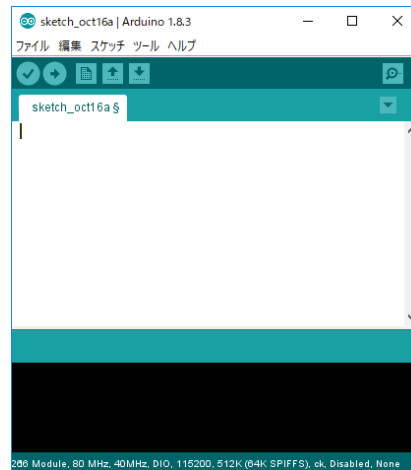 sketch_oct16a | Arduino 1.8.3
ファイル 編集 スケッチ ツール ヘルプ
sketch_oct16a §
266 Module, 80 MHz, 40MHz, DIO, 115200, 512K (64K SPIFFS), ck, Disabled, None